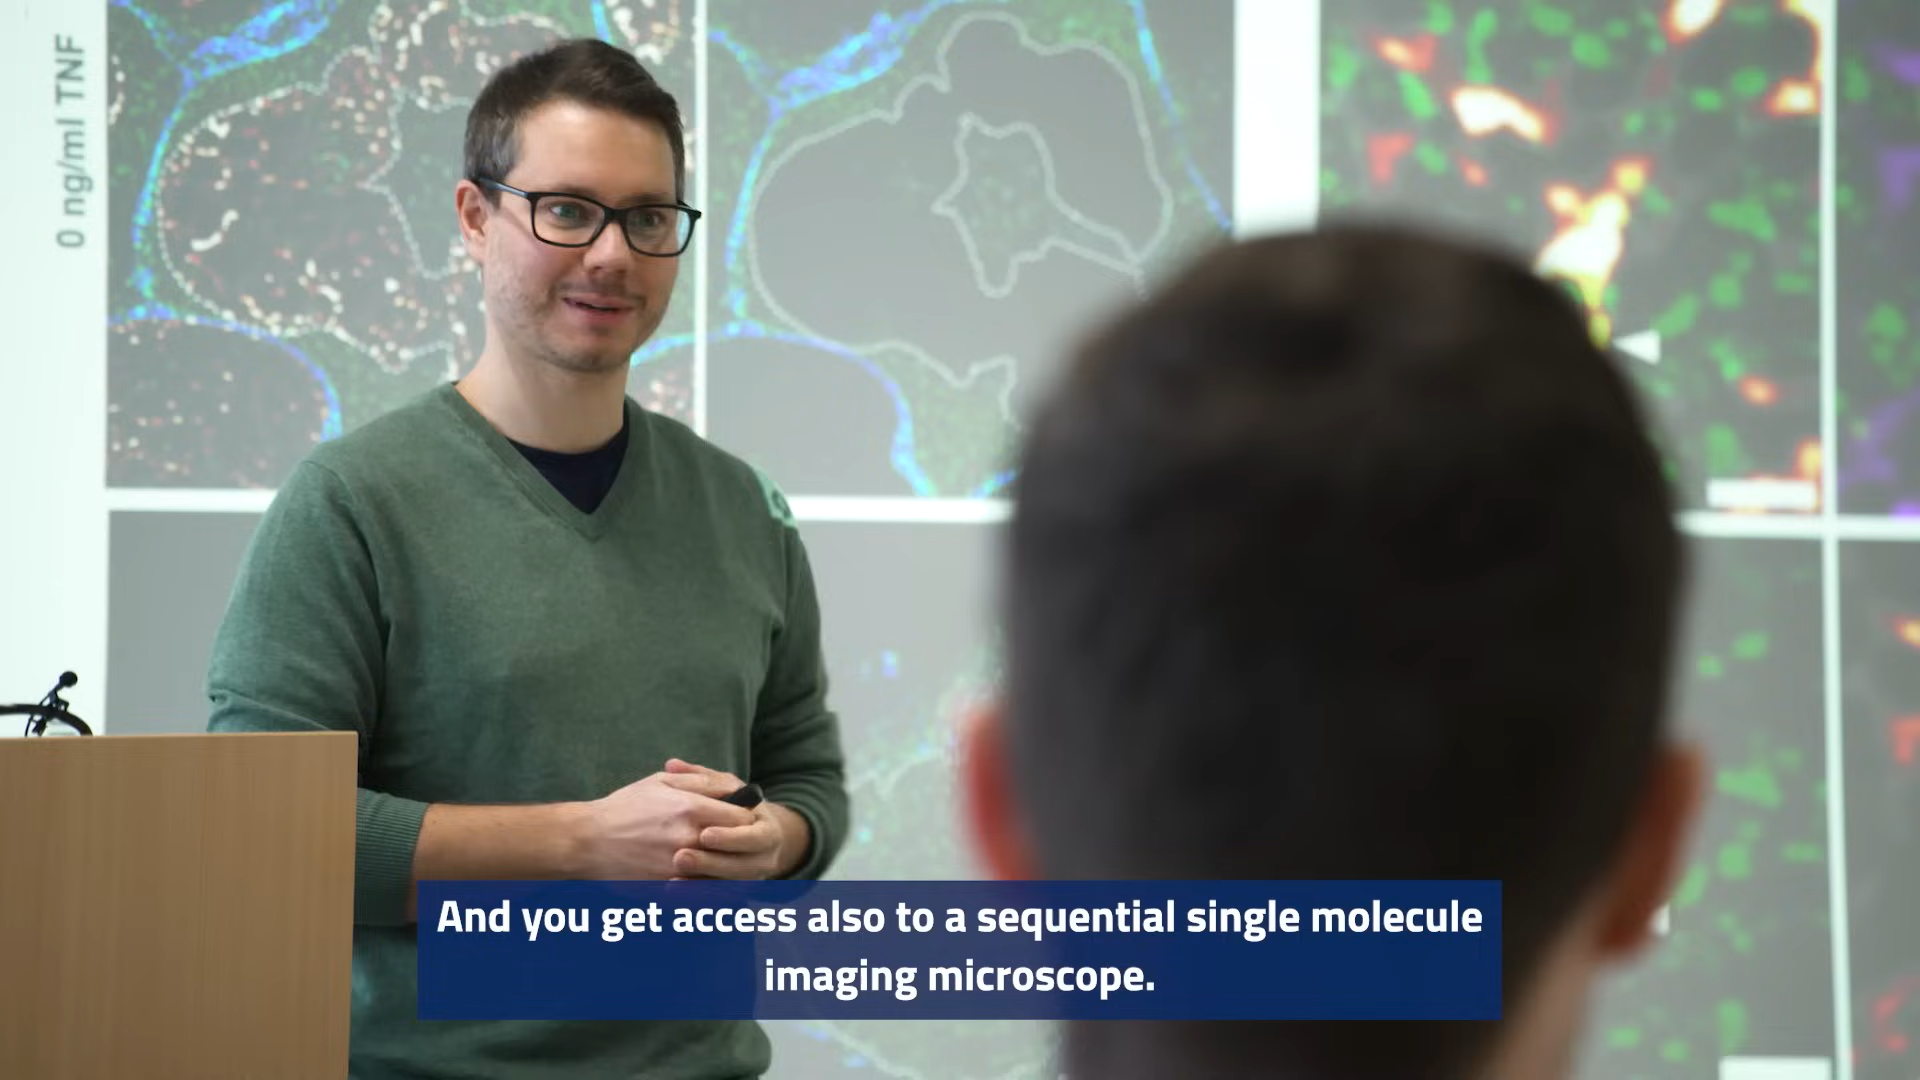 0 ng/ml TNF
And you get access also to a sequential single molecule
imaging microscope.